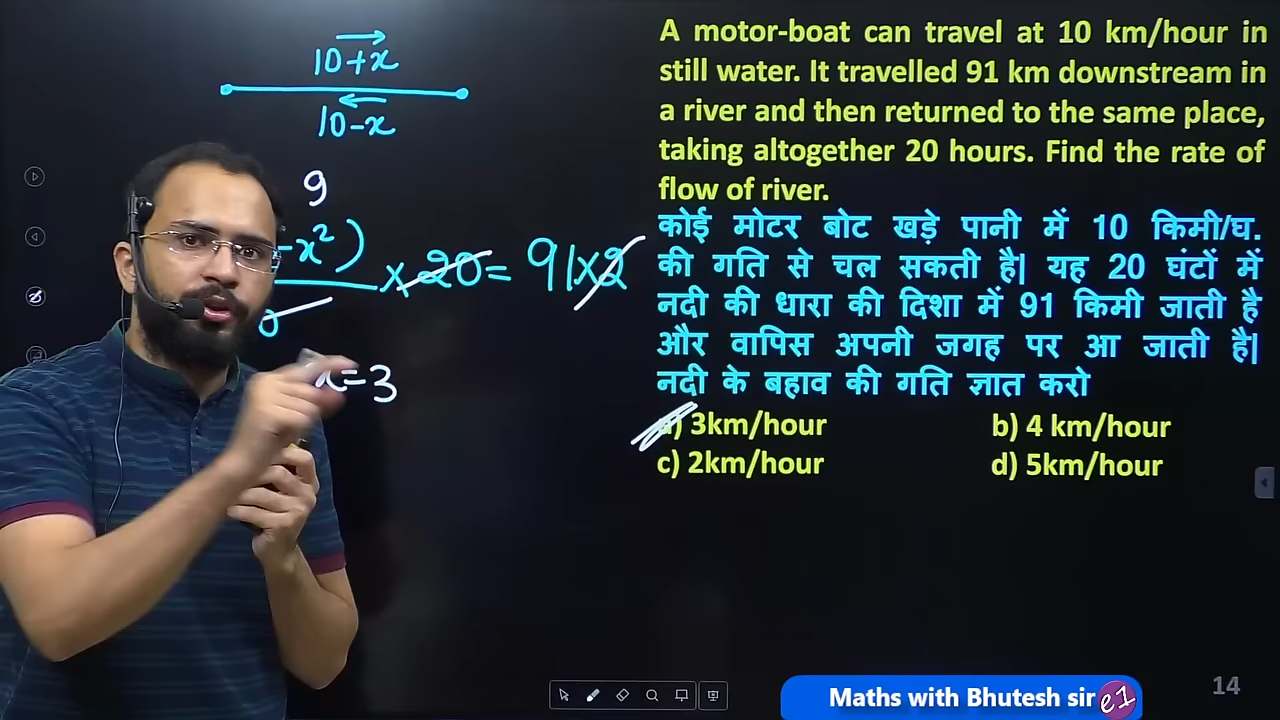 10+x
10-x
9
-x²)
×20= 91×2
0
x=3
A motor-boat can travel at 10 km/hour in
still water. It travelled 91 km downstream in
a river and then returned to the same place,
taking altogether 20 hours. Find the rate of
flow of river.
कोई मोटर बोट खड़े पानी में 10 किमी/घ.
की गति से चल सकती है| यह 20 घंटों में
नदी की धारा की दिशा में 91 किमी जाती है
और वापिस अपनी जगह पर आ जाती है|
नदी के बहाव की गति ज्ञात करो
a) 3km/hour b) 4 km/hour
c) 2km/hour d) 5km/hour
Maths with Bhutesh sir e1
14